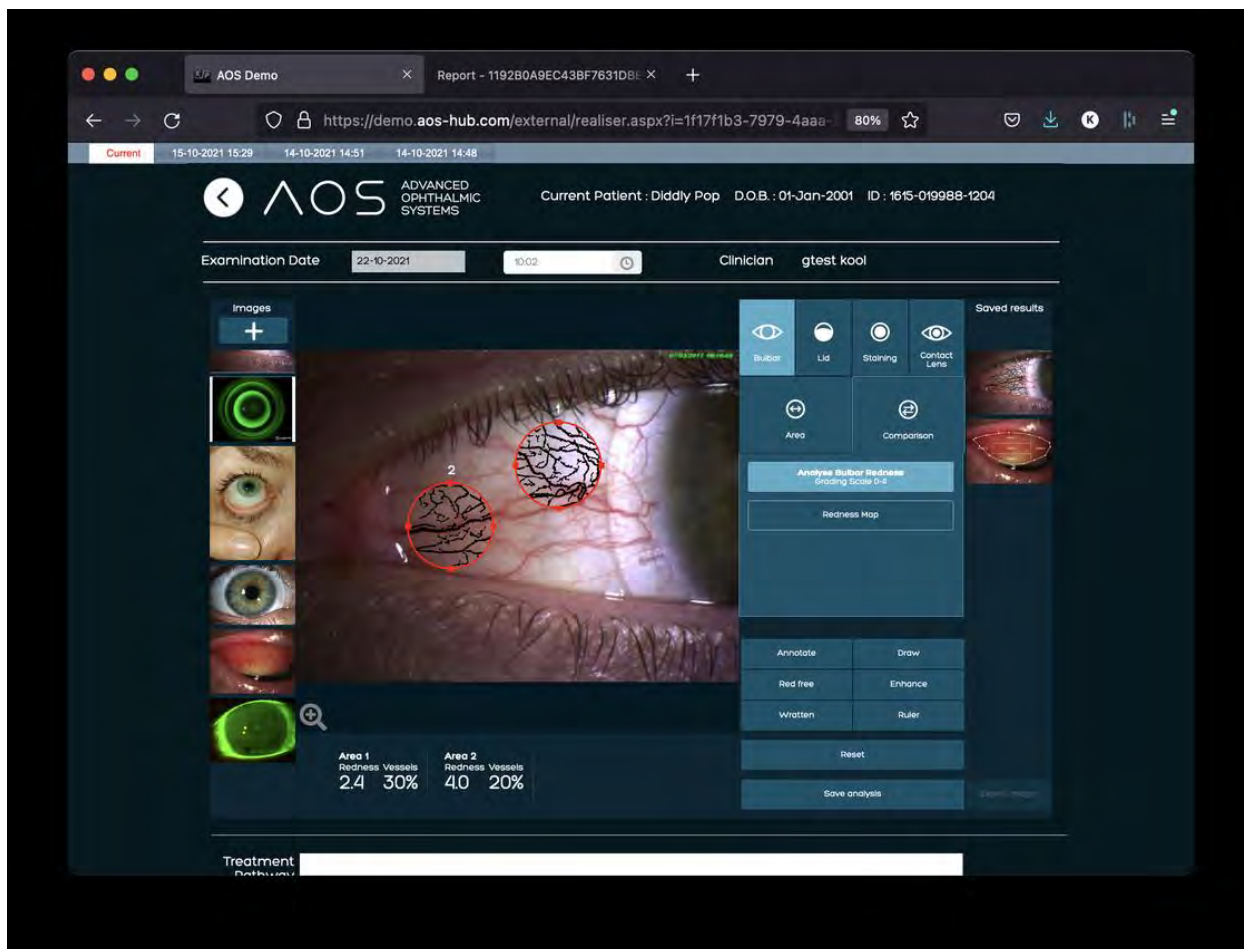 AOS Demo × Report - 1192B0A9EC43BF7631DBE × +
https://demo.aos-hub.com/external/realiser.aspx?i=1f17f1b3-7979-4aaa- 80%
K
Current 15-10-2021 15:29 14-10-2021 14:51 14-10-2021 14:48
AOS
ADVANCED
OPHTHALMIC
SYSTEMS
Current Patient : Diddly Pop D.O.B. : 01-Jan-2001 ID : 1615-019988-1204
Examination Date 22-10-2021 10:02 Clinician gtest kool
Images
+
Bulbar Lid Staining Contact
Lens
Saved results
Area Comparison
1
2
Analyse Bulbar Redness
Grading Scale 0-4
Redness Map
Annotate Draw
Red free Enhance
Wratten Ruler
Reset
Save analysis
Area 1
Redness Vessels
2.4 30%
Area 2
Redness Vessels
4.0 20%
Treatment
Pathway